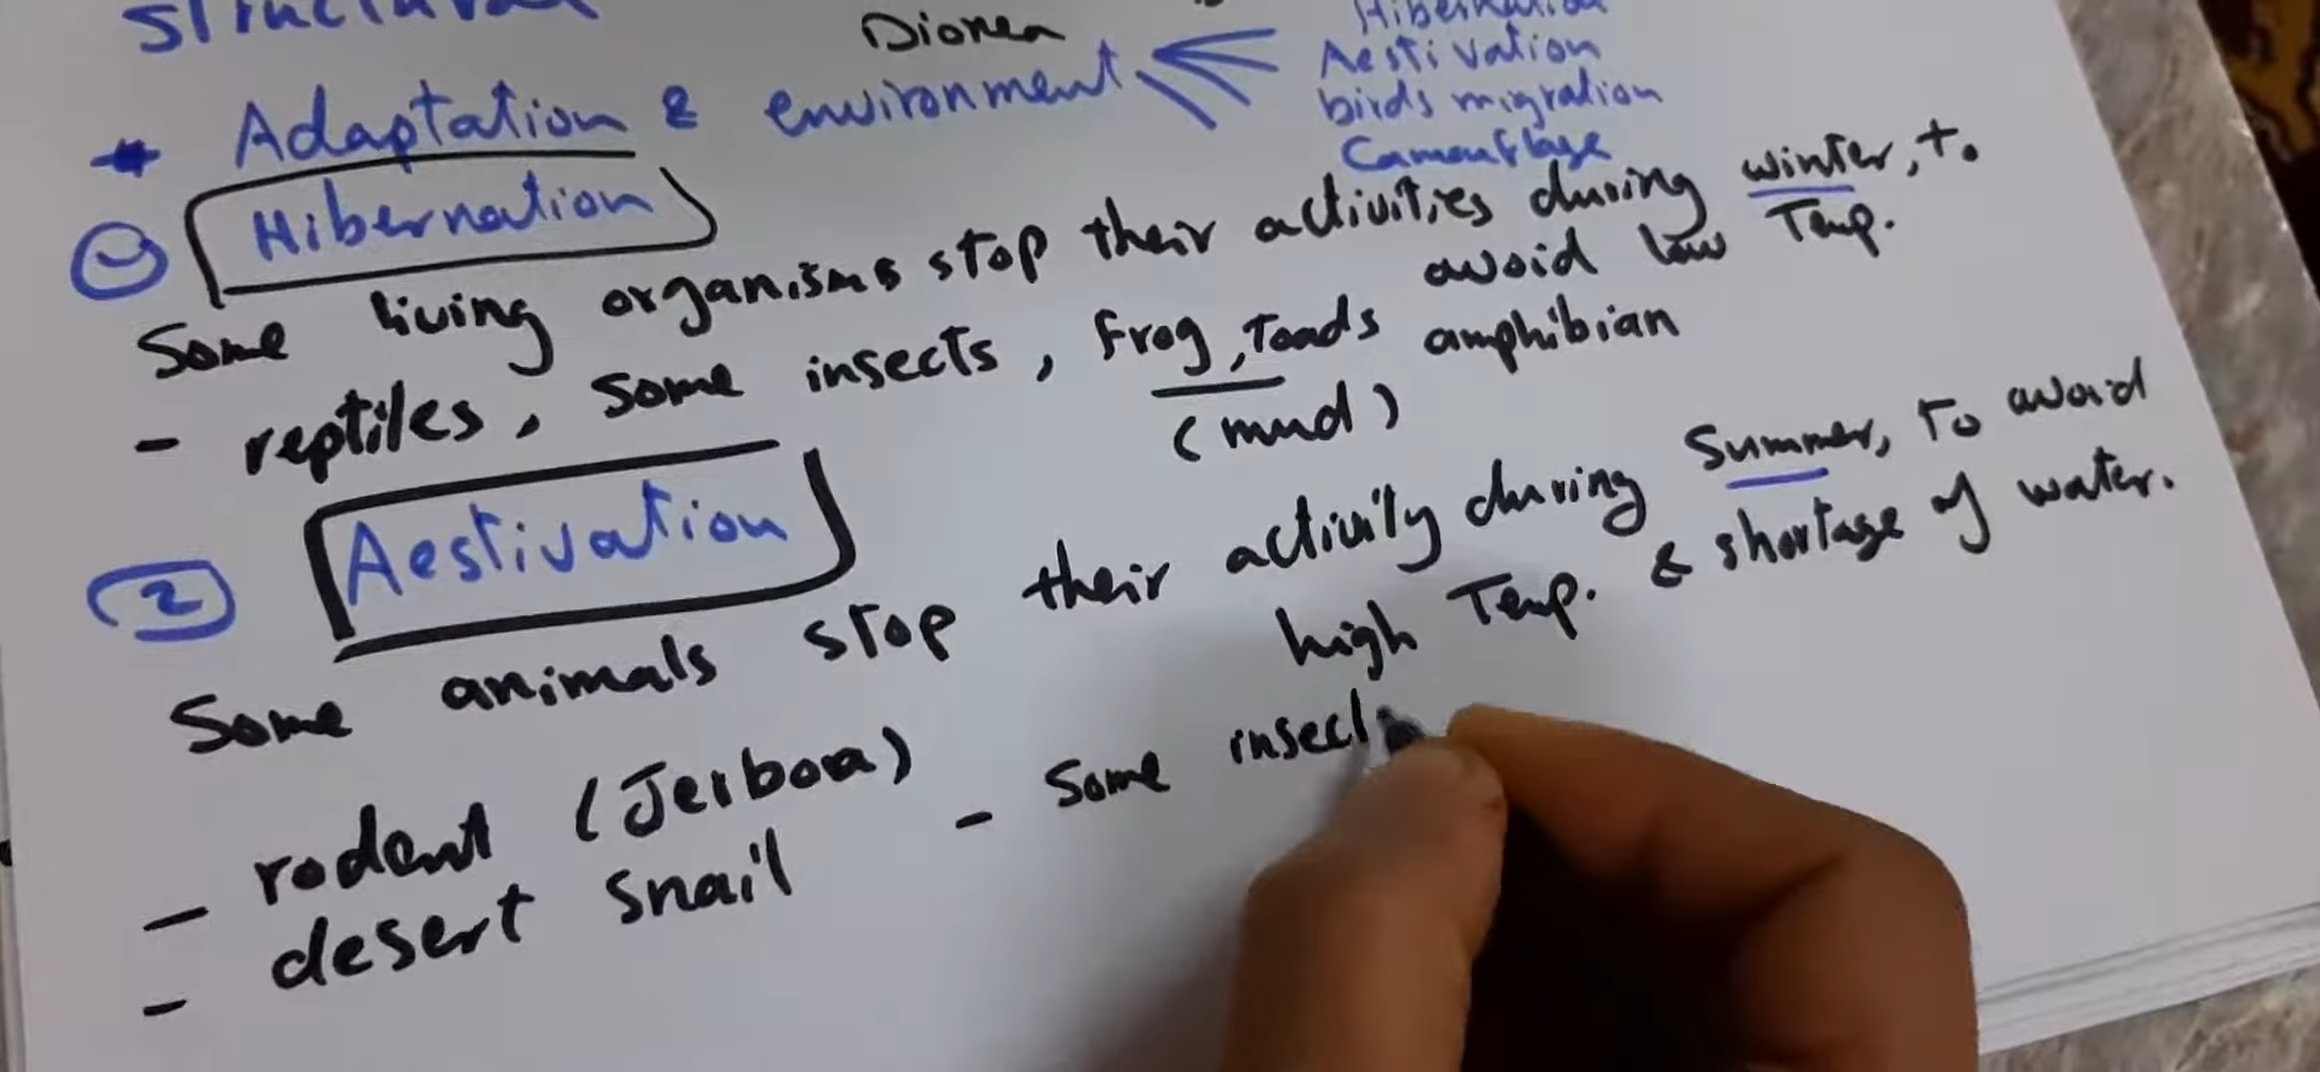 Structural
Dionea
Hibernation
* Adaptation & environment
Aestivation
birds migration
Camouflage
Hibernation
Some living organisms stop their activities during winter, to
avoid low Temp.
- reptiles, some insects, frog, Toads amphibian
(mud)
2 Aestivation
Some animals stop their activity during Summer, to avoid
high Temp. & shortage of water.
- rodent (Jerboa)
- Some insect
- desert snail